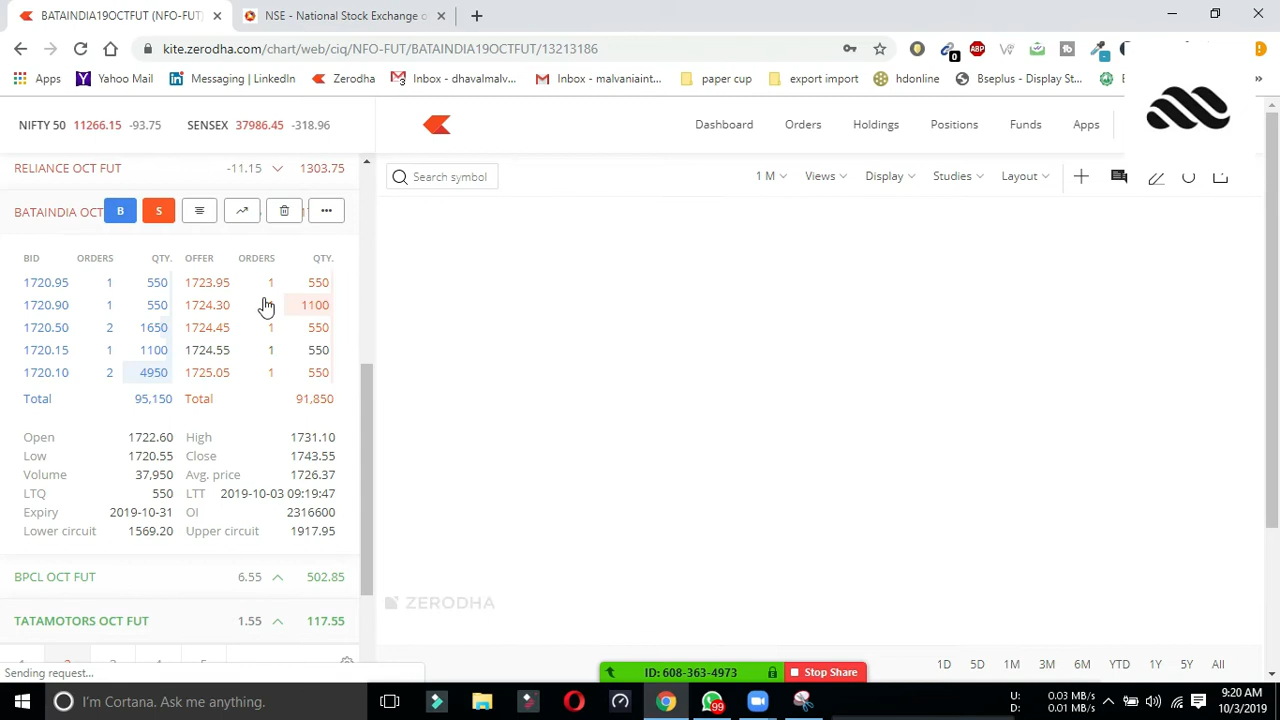 BATAINDIA19OCTFUT (NFO-FUT)
NSE - National Stock Exchange o
kite.zerodha.com/chart/web/ciq/NFO-FUT/BATAINDIA19OCTFUT/13213186
0
ABP
Apps
Yahoo Mail
Messaging | LinkedIn
Zerodha
Inbox - dhavalmalv...
Inbox - malvaniaint...
paper cup
export import
hdonline
Bseplus - Display St...
NIFTY 50 11266.15 -93.75
SENSEX 37986.45 -318.96
Dashboard Orders Holdings Positions Funds Apps
RELIANCE OCT FUT -11.15 1303.75
Search symbol
1 M Views Display Studies Layout
BATAINDIA OCT B S
BID ORDERS QTY. OFFER ORDERS QTY.
1720.95 1 550 1723.95 1 550
1720.90 1 550 1724.30 1100
1720.50 2 1650 1724.45 1 550
1720.15 1 1100 1724.55 1 550
1720.10 2 4950 1725.05 1 550
Total 95,150 Total 91,850
Open 1722.60 High 1731.10
Low 1720.55 Close 1743.55
Volume 37,950 Avg. price 1726.37
LTQ 550 LTT 2019-10-03 09:19:47
Expiry 2019-10-31 OI 2316600
Lower circuit 1569.20 Upper circuit 1917.95
BPCL OCT FUT 6.55 502.85
ZERODHA
TATAMOTORS OCT FUT 1.55 117.55
1D 5D 1M 3M 6M YTD 1Y 5Y All
Sending request...
ID: 608-363-4973 Stop Share
I'm Cortana. Ask me anything.
99
U: 0.03 MB/s
D: 0.01 MB/s
9:20 AM
10/3/2019